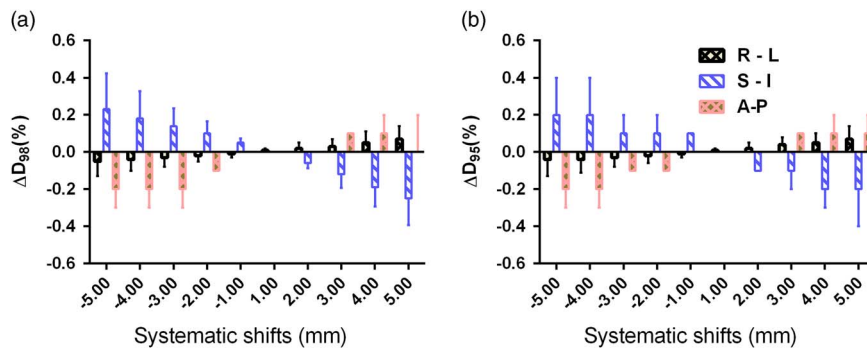 (a)
ΔD98(%)
0.6
0.4
0.2
0.0
-0.2
-0.4
-0.6
-5.00 -4.00 -3.00 -2.00 -1.00 1.00 2.00 3.00 4.00 5.00
Systematic shifts (mm)
(b)
ΔD95(%)
0.6
0.4
0.2
0.0
-0.2
-0.4
-0.6
R - L
S - I
A-P
-5.00 -4.00 -3.00 -2.00 -1.00 1.00 2.00 3.00 4.00 5.00
Systematic shifts (mm)